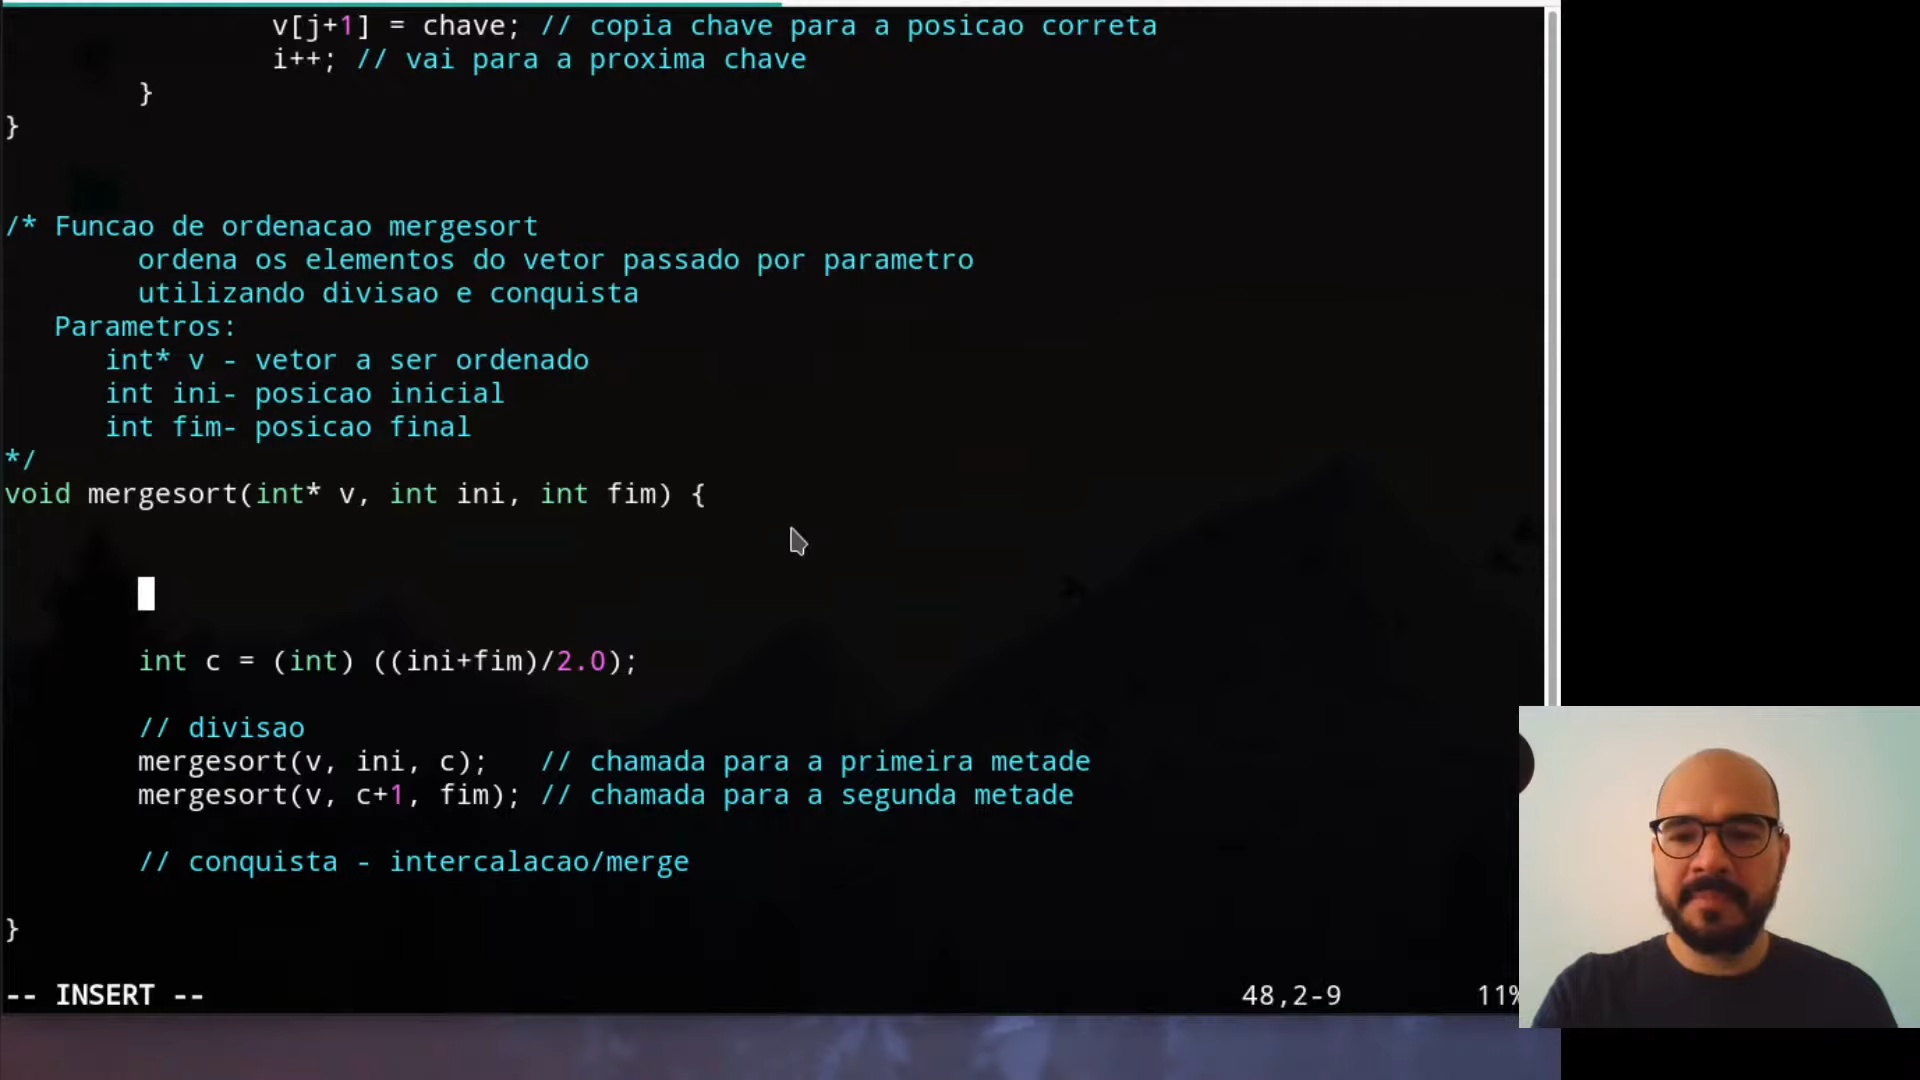 v[j+1] = chave; // copia chave para a posicao correta
i++; // vai para a proxima chave
}
}
/* Funcao de ordenacao mergesort
ordena os elementos do vetor passado por parametro
utilizando divisao e conquista
Parametros:
int* v - vetor a ser ordenado
int ini- posicao inicial
int fim- posicao final
*/
void mergesort(int* v, int ini, int fim) {
int c = (int) ((ini+fim)/2.0);
// divisao
mergesort(v, ini, c); // chamada para a primeira metade
mergesort(v, c+1, fim); // chamada para a segunda metade
// conquista - intercalacao/merge
}
-- INSERT -- 48,2-9 11%